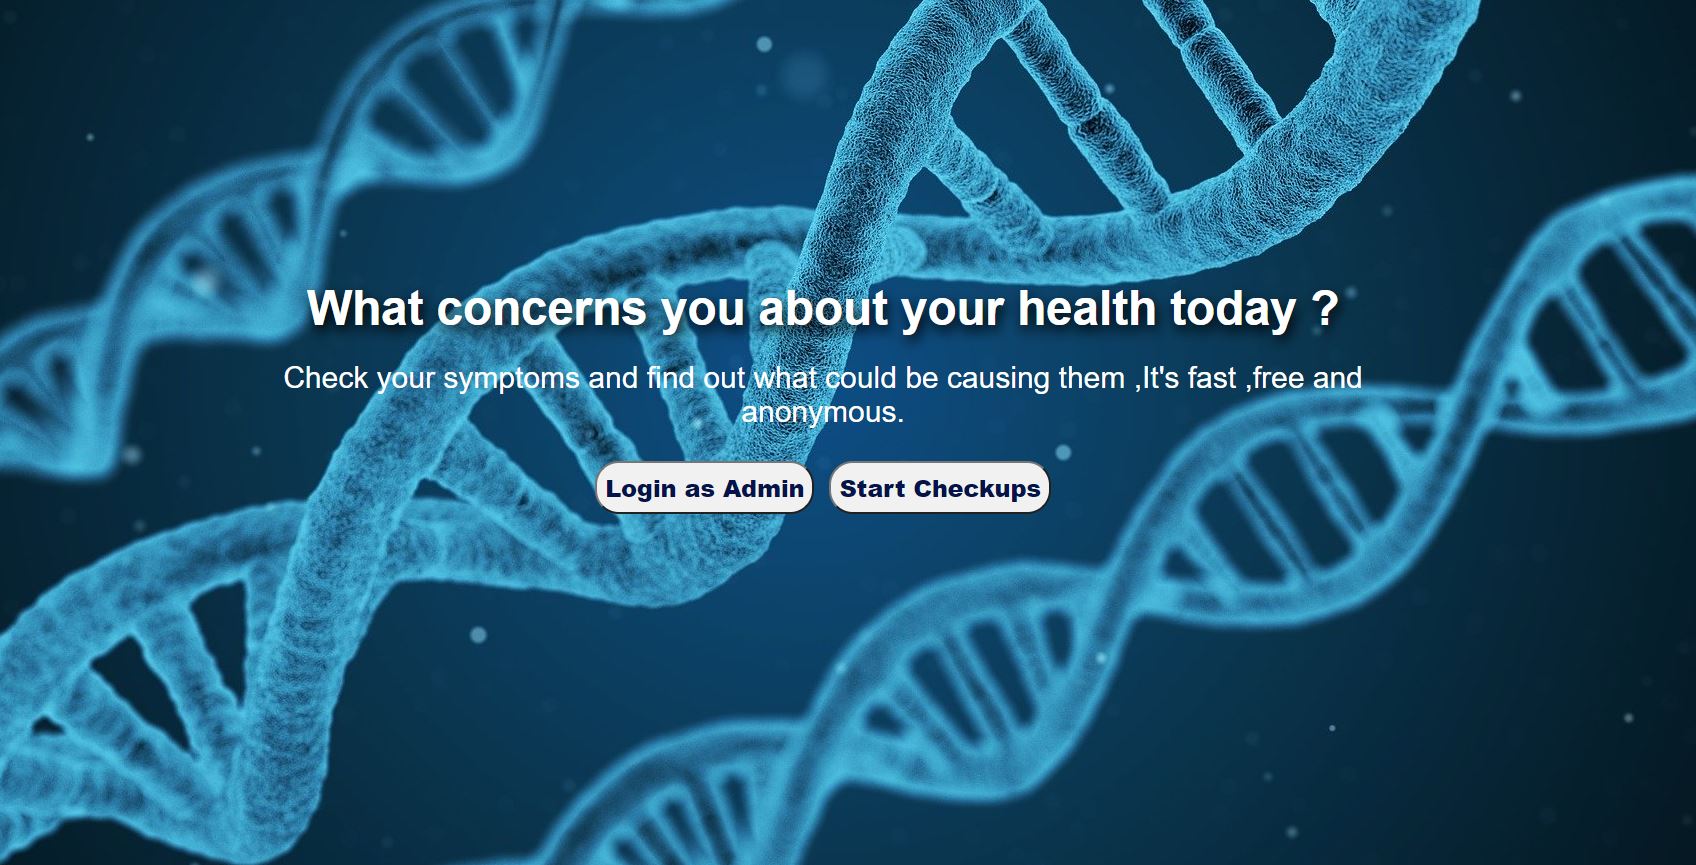 What concerns you about your health today ?
Check your symptoms and find out what could be causing them ,It's fast ,free and
anonymous.
Login as Admin Start Checkups